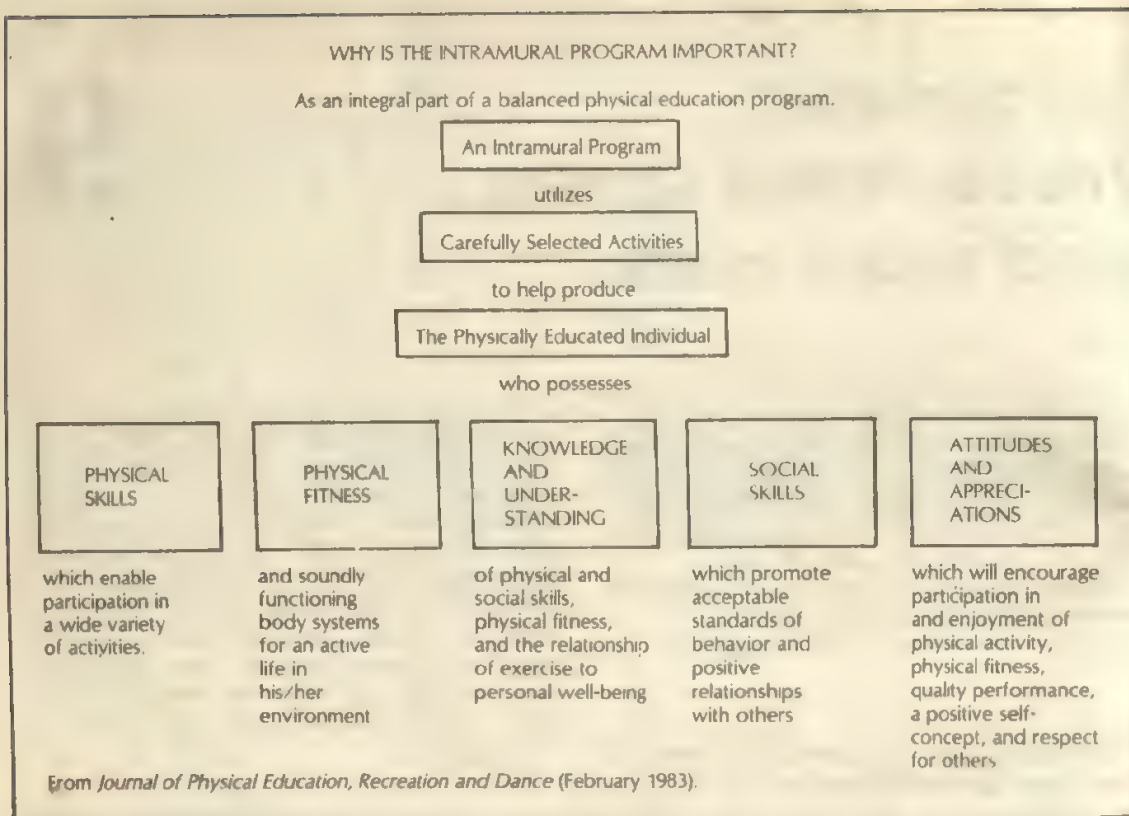 WHY IS THE INTRAMURAL PROGRAM IMPORTANT?
As an integral part of a balanced physical education program.
An Intramural Program
utilizes
Carefully Selected Activities
to help produce
The Physically Educated Individual
who possesses
PHYSICAL
SKILLS
which enable
participation in
a wide variety
of activities.
PHYSICAL
FITNESS
and soundly
functioning
body systems
for an active
life in
his/her
environment
KNOWLEDGE
AND
UNDER-
STANDING
of physical and
social skills,
physical fitness,
and the relationship
of exercise to
personal well-being
SOCIAL
SKILLS
which promote
acceptable
standards of
behavior and
positive
relationships
with others
ATTITUDES
AND
APPRECI-
ATIONS
which will encourage
participation in
and enjoyment of
physical activity,
physical fitness,
quality performance,
a positive self-
concept, and respect
for others
From Journal of Physical Education, Recreation and Dance (February 1983).